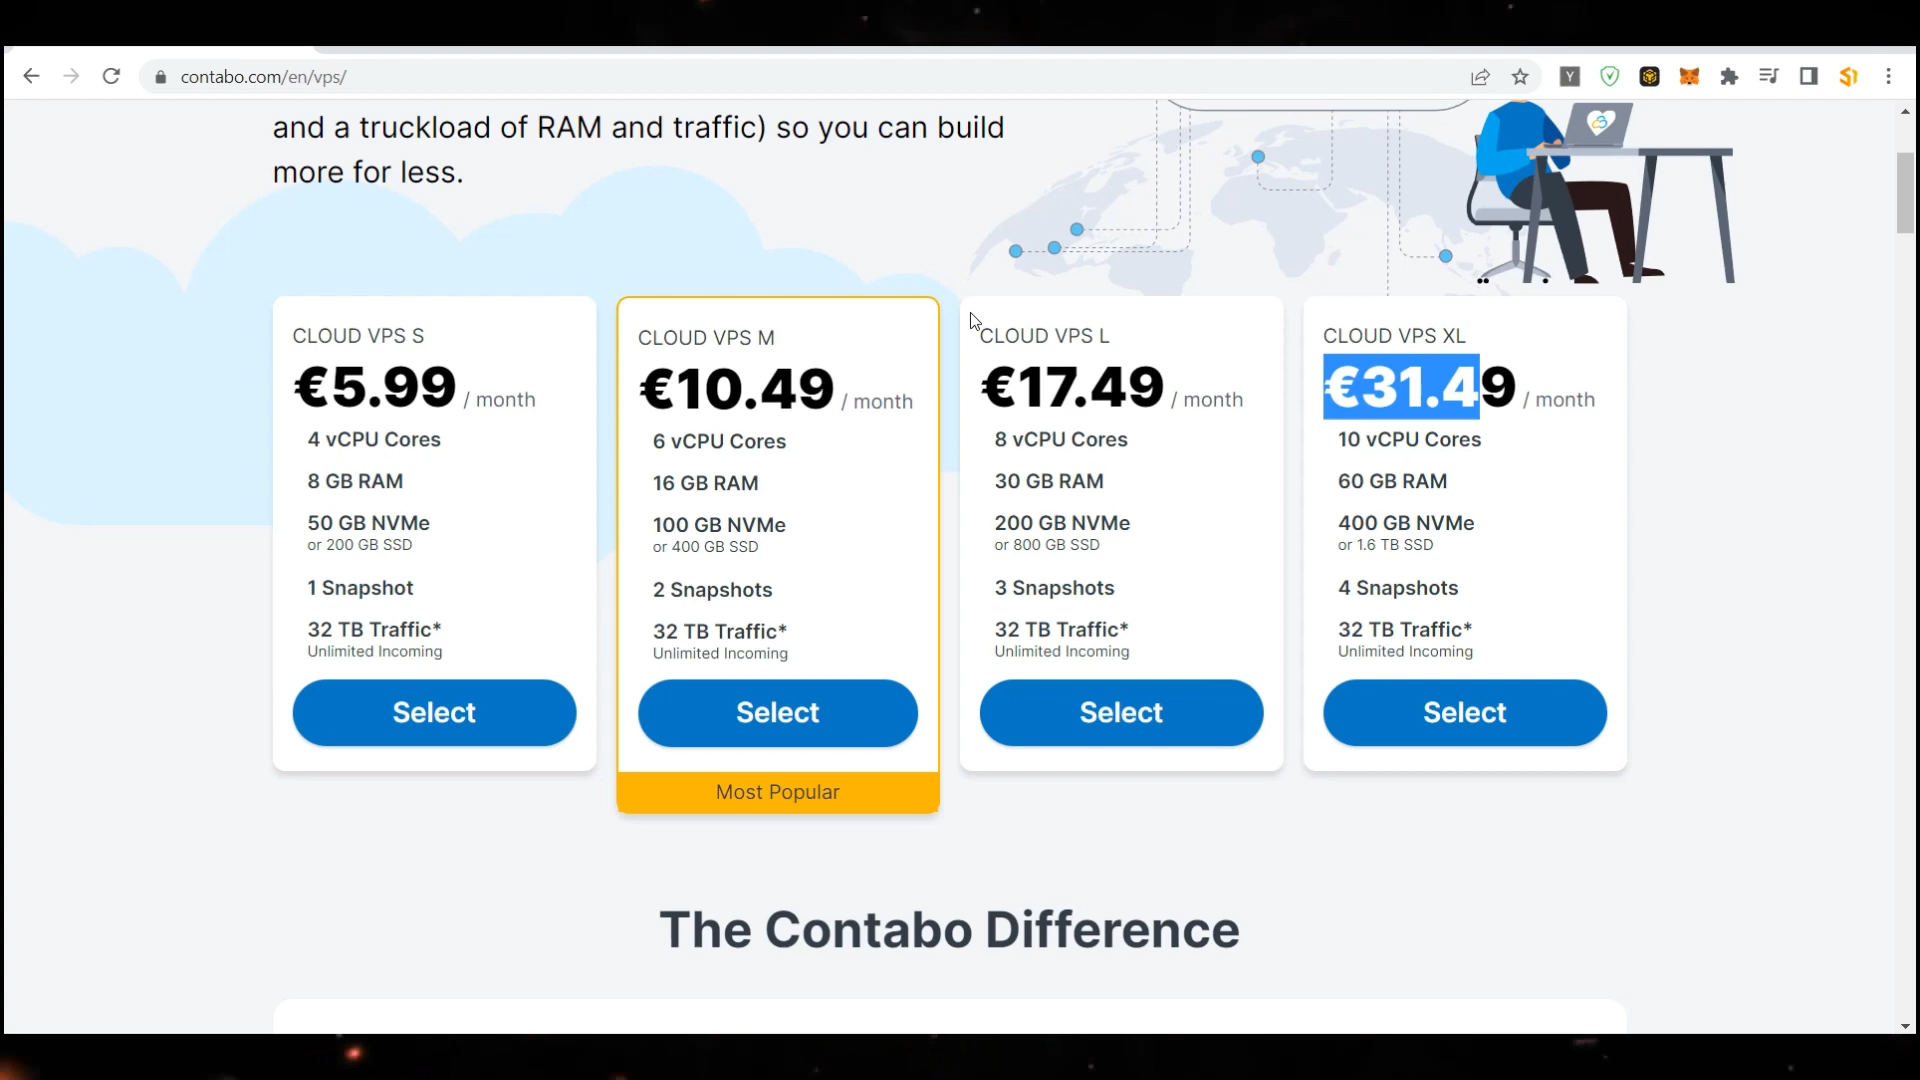 contabo.com/en/vps/
and a truckload of RAM and traffic) so you can build
more for less.
CLOUD VPS S
€5.99 / month
4 vCPU Cores
8 GB RAM
50 GB NVMe
or 200 GB SSD
1 Snapshot
32 TB Traffic*
Unlimited Incoming
Select
CLOUD VPS M
€10.49 / month
6 vCPU Cores
16 GB RAM
100 GB NVMe
or 400 GB SSD
2 Snapshots
32 TB Traffic*
Unlimited Incoming
Select
Most Popular
CLOUD VPS L
€17.49 / month
8 vCPU Cores
30 GB RAM
200 GB NVMe
or 800 GB SSD
3 Snapshots
32 TB Traffic*
Unlimited Incoming
Select
CLOUD VPS XL
€31.49 / month
10 vCPU Cores
60 GB RAM
400 GB NVMe
or 1.6 TB SSD
4 Snapshots
32 TB Traffic*
Unlimited Incoming
Select
The Contabo Difference